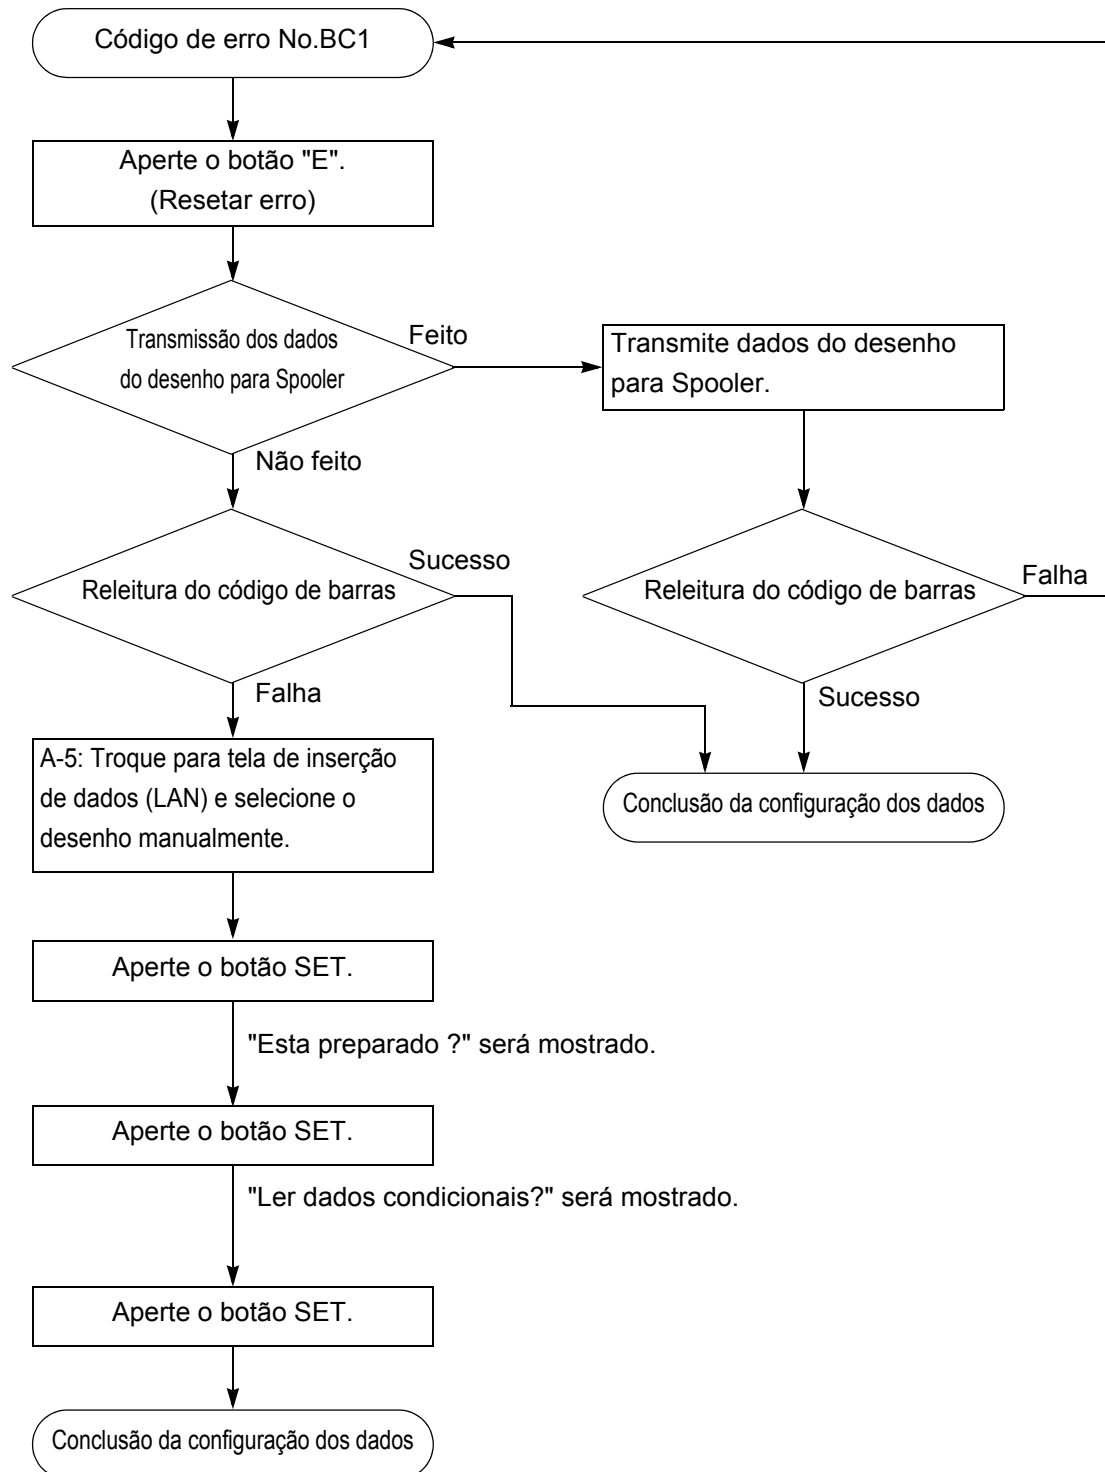 Código de erro No.BC1
Aperte o botão "E".
(Resetar erro)
Transmissão dos dados
do desenho para Spooler
Feito
Transmite dados do desenho
para Spooler.
Não feito
Releitura do código de barras
Sucesso
Releitura do código de barras
Falha
Falha
Sucesso
A-5: Troque para tela de inserção
de dados (LAN) e selecione o
desenho manualmente.
Conclusão da configuração dos dados
Aperte o botão SET.
"Esta preparado ?" será mostrado.
Aperte o botão SET.
"Ler dados condicionais?" será mostrado.
Aperte o botão SET.
Conclusão da configuração dos dados